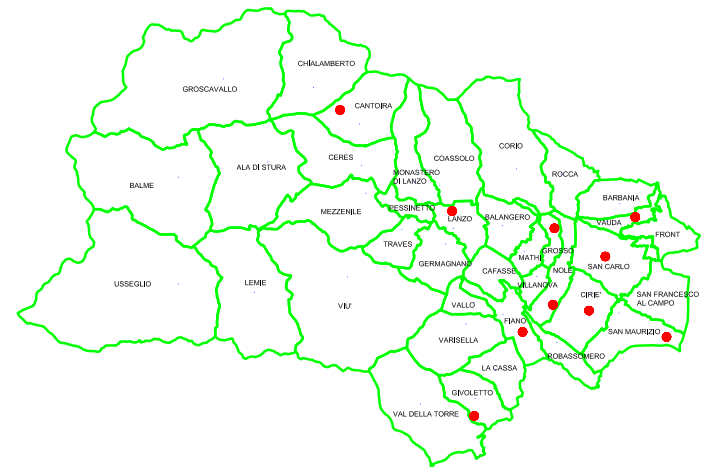 CHIALAMBERTO
GROSCAVALLO
CANTOIRA
CORIO
CERES
COASSOLO
ALA DI STURA
MONASTERO
DI LANZO
ROCCA
BALME
BARBANIA
MEZZENILE
PESSINETTO
LANZO
BALANGERO
VAUDA
FRONT
TRAVES
GROSSO
MATHI
GERMAGNANO
SAN CARLO
CAFASSE
NOLE
USSEGLIO
LEMIE
VILLANOVA
CIRIE'
SAN FRANCESCO
AL CAMPO
VIU'
VALLO
FIANO
SAN MAURIZIO
VARISELLA
ROBASSOMERO
LA CASSA
GIVOLETTO
VAL DELLA TORRE